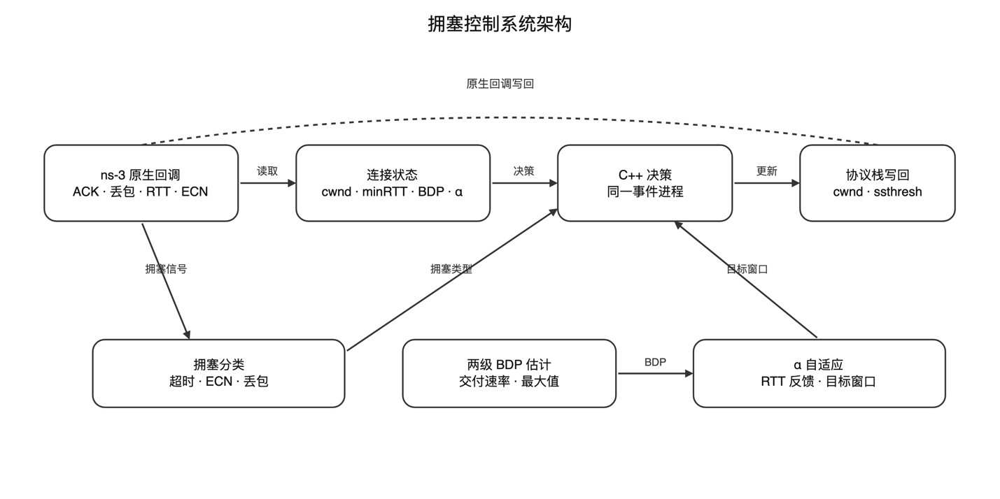 拥塞控制系统架构
原生回调写回
ns-3 原生回调
ACK · 丢包 · RTT · ECN
读取
连接状态
cwnd · minRTT · BDP · α
决策
C++ 决策
同一事件进程
更新
协议栈写回
cwnd · ssthresh
拥塞信号
拥塞类型
目标窗口
拥塞分类
超时 · ECN · 丢包
两级 BDP 估计
交付速率 · 最大值
BDP
α 自适应
RTT 反馈 · 目标窗口